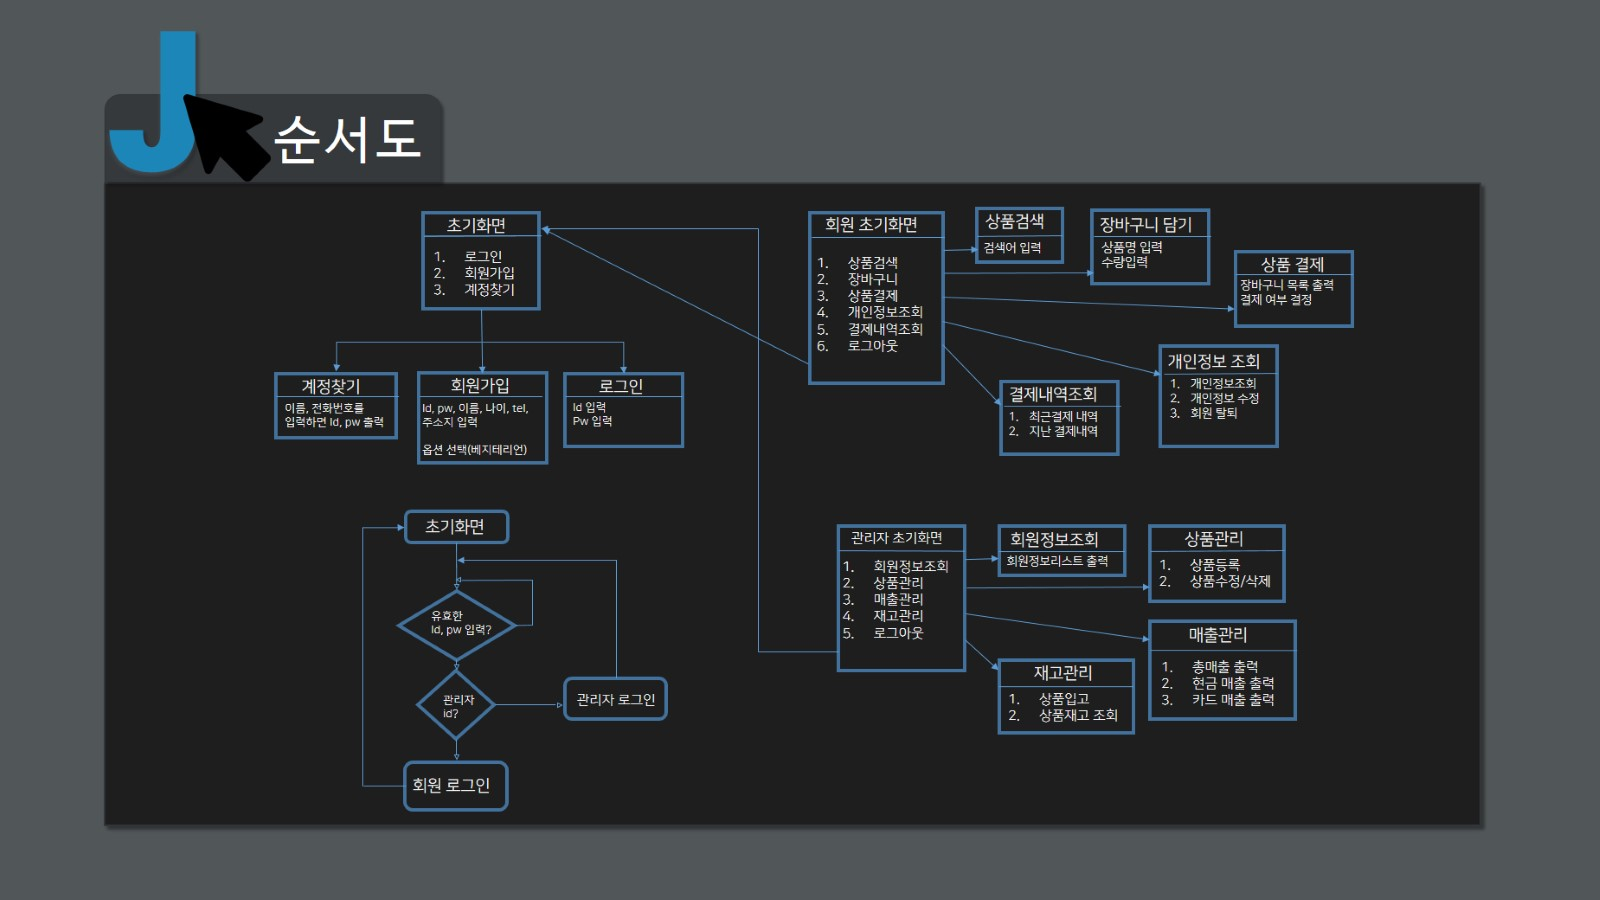 J
순서도
초기화면
1. 로그인
2. 회원가입
3. 계정찾기
계정찾기
이름, 전화번호를
입력하면 Id, pw 출력
회원가입
Id, pw, 이름, 나이, tel,
주소지 입력
옵션 선택(베지테리언)
로그인
Id 입력
Pw 입력
회원 초기화면
1. 상품검색
2. 장바구니
3. 상품결제
4. 개인정보조회
5. 결제내역조회
6. 로그아웃
상품검색
검색어 입력
장바구니 담기
상품명 입력
수량입력
상품 결제
장바구니 목록 출력
결제 여부 결정
개인정보 조회
1. 개인정보조회
2. 개인정보 수정
3. 회원 탈퇴
결제내역조회
1. 최근결제 내역
2. 지난 결제내역
초기화면
유효한
Id, pw 입력?
관리자
id?
관리자 로그인
회원 로그인
관리자 초기화면
1. 회원정보조회
2. 상품관리
3. 매출관리
4. 재고관리
5. 로그아웃
회원정보조회
회원정보리스트 출력
상품관리
1. 상품등록
2. 상품수정/삭제
매출관리
1. 총매출 출력
2. 현금 매출 출력
3. 카드 매출 출력
재고관리
1. 상품입고
2. 상품재고 조회